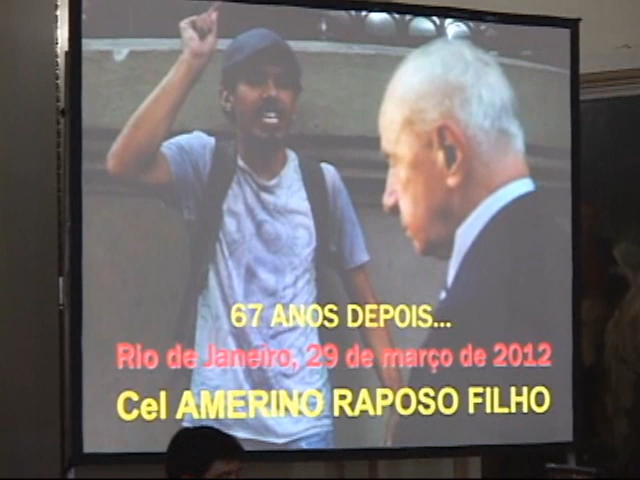 67 ANOS DEPOIS...
Rio de Janeiro, 29 de março de 2012
Cel AMERINO RAPOSO FILHO